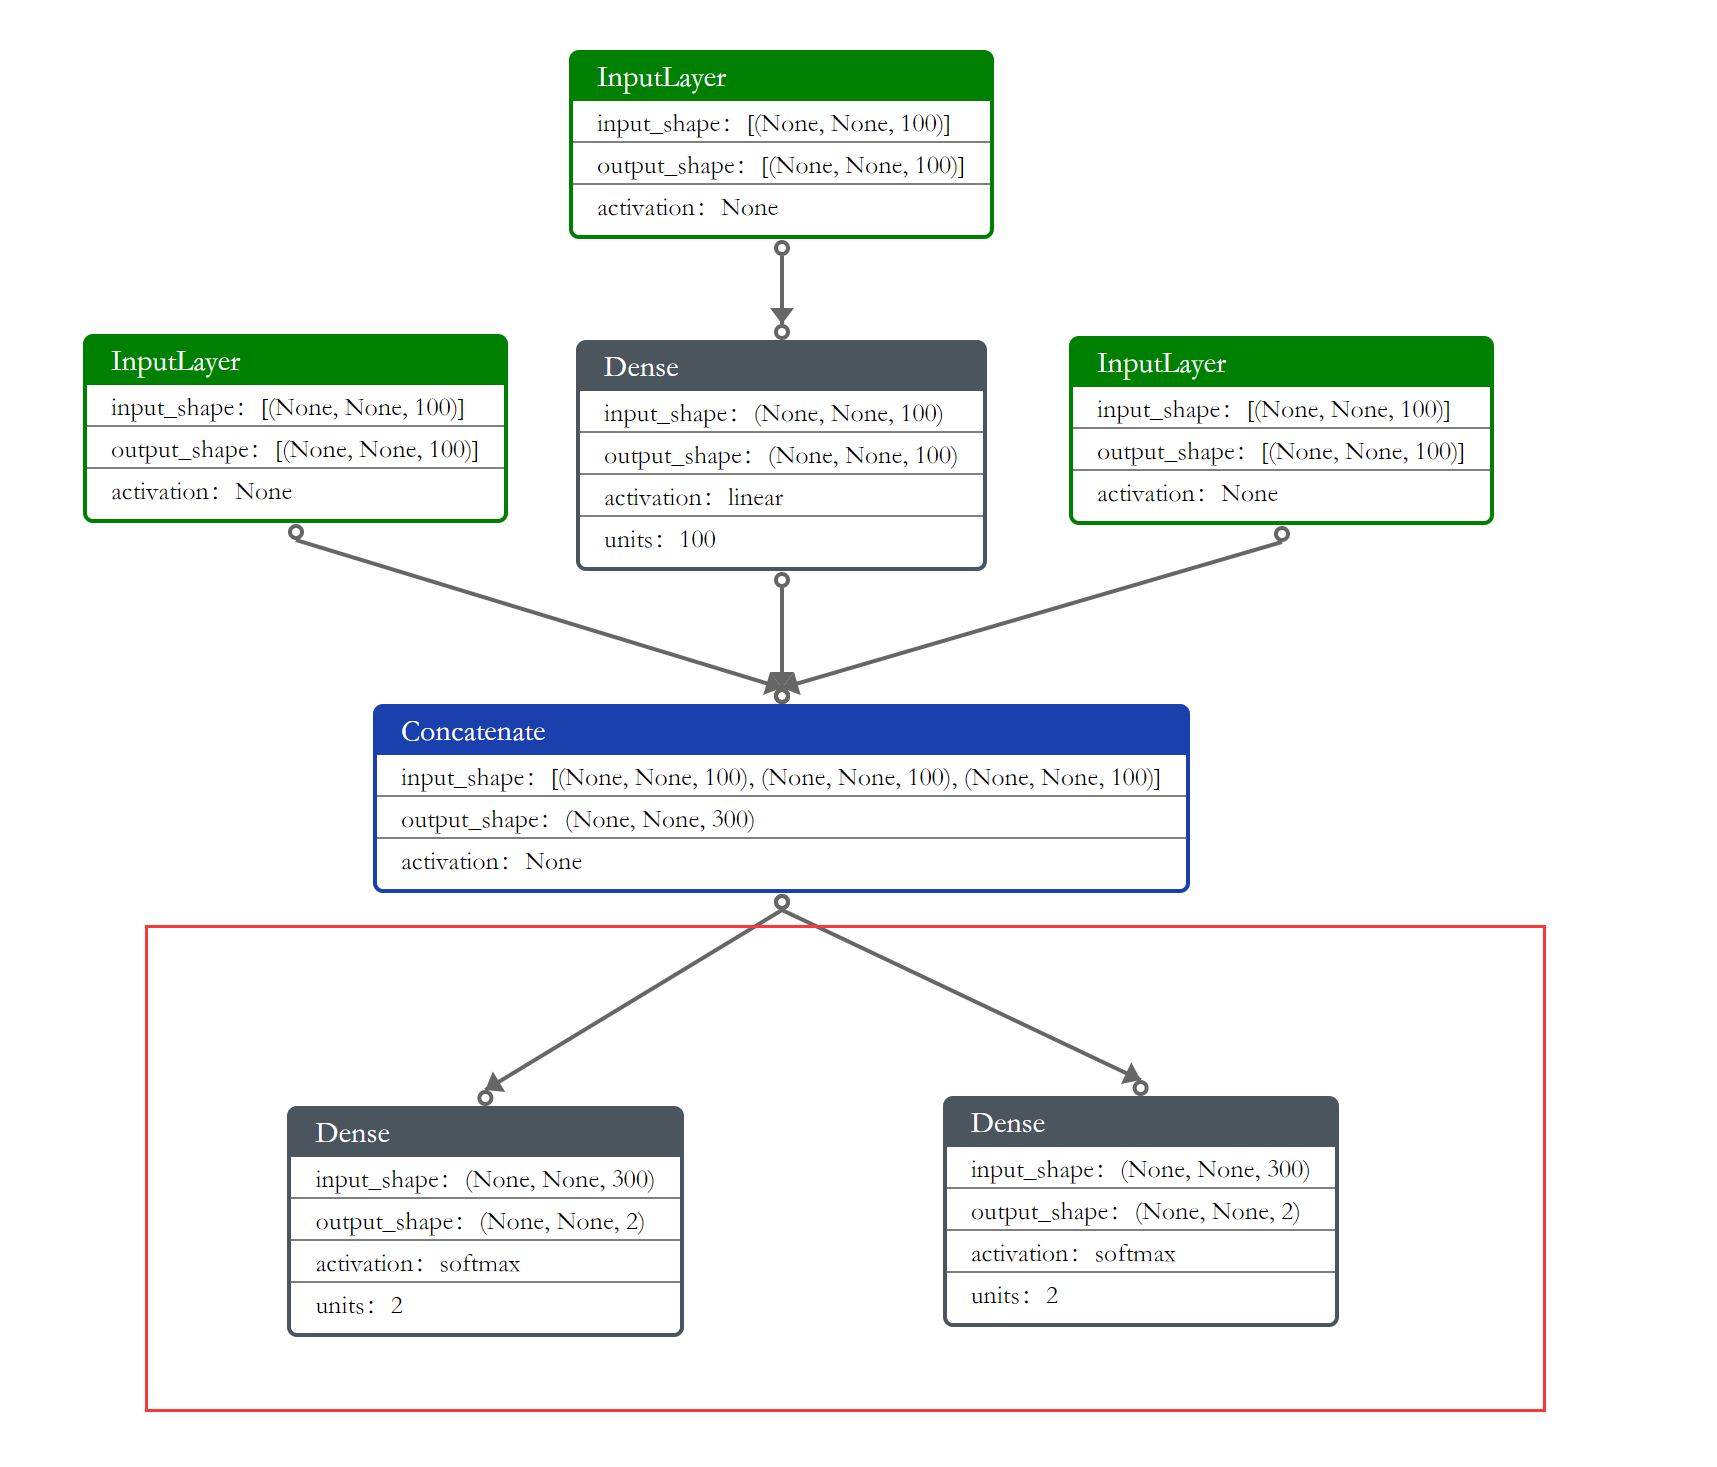 InputLayer
input_shape： [(None, None, 100)]
output_shape： [(None, None, 100)]
activation： None
InputLayer
input_shape： [(None, None, 100)]
output_shape： [(None, None, 100)]
activation： None
Dense
input_shape： (None, None, 100)
output_shape： (None, None, 100)
activation： linear
units： 100
InputLayer
input_shape： [(None, None, 100)]
output_shape： [(None, None, 100)]
activation： None
Concatenate
input_shape： [(None, None, 100), (None, None, 100), (None, None, 100)]
output_shape： (None, None, 300)
activation： None
Dense
input_shape： (None, None, 300)
output_shape： (None, None, 2)
activation： softmax
units： 2
Dense
input_shape： (None, None, 300)
output_shape： (None, None, 2)
activation： softmax
units： 2